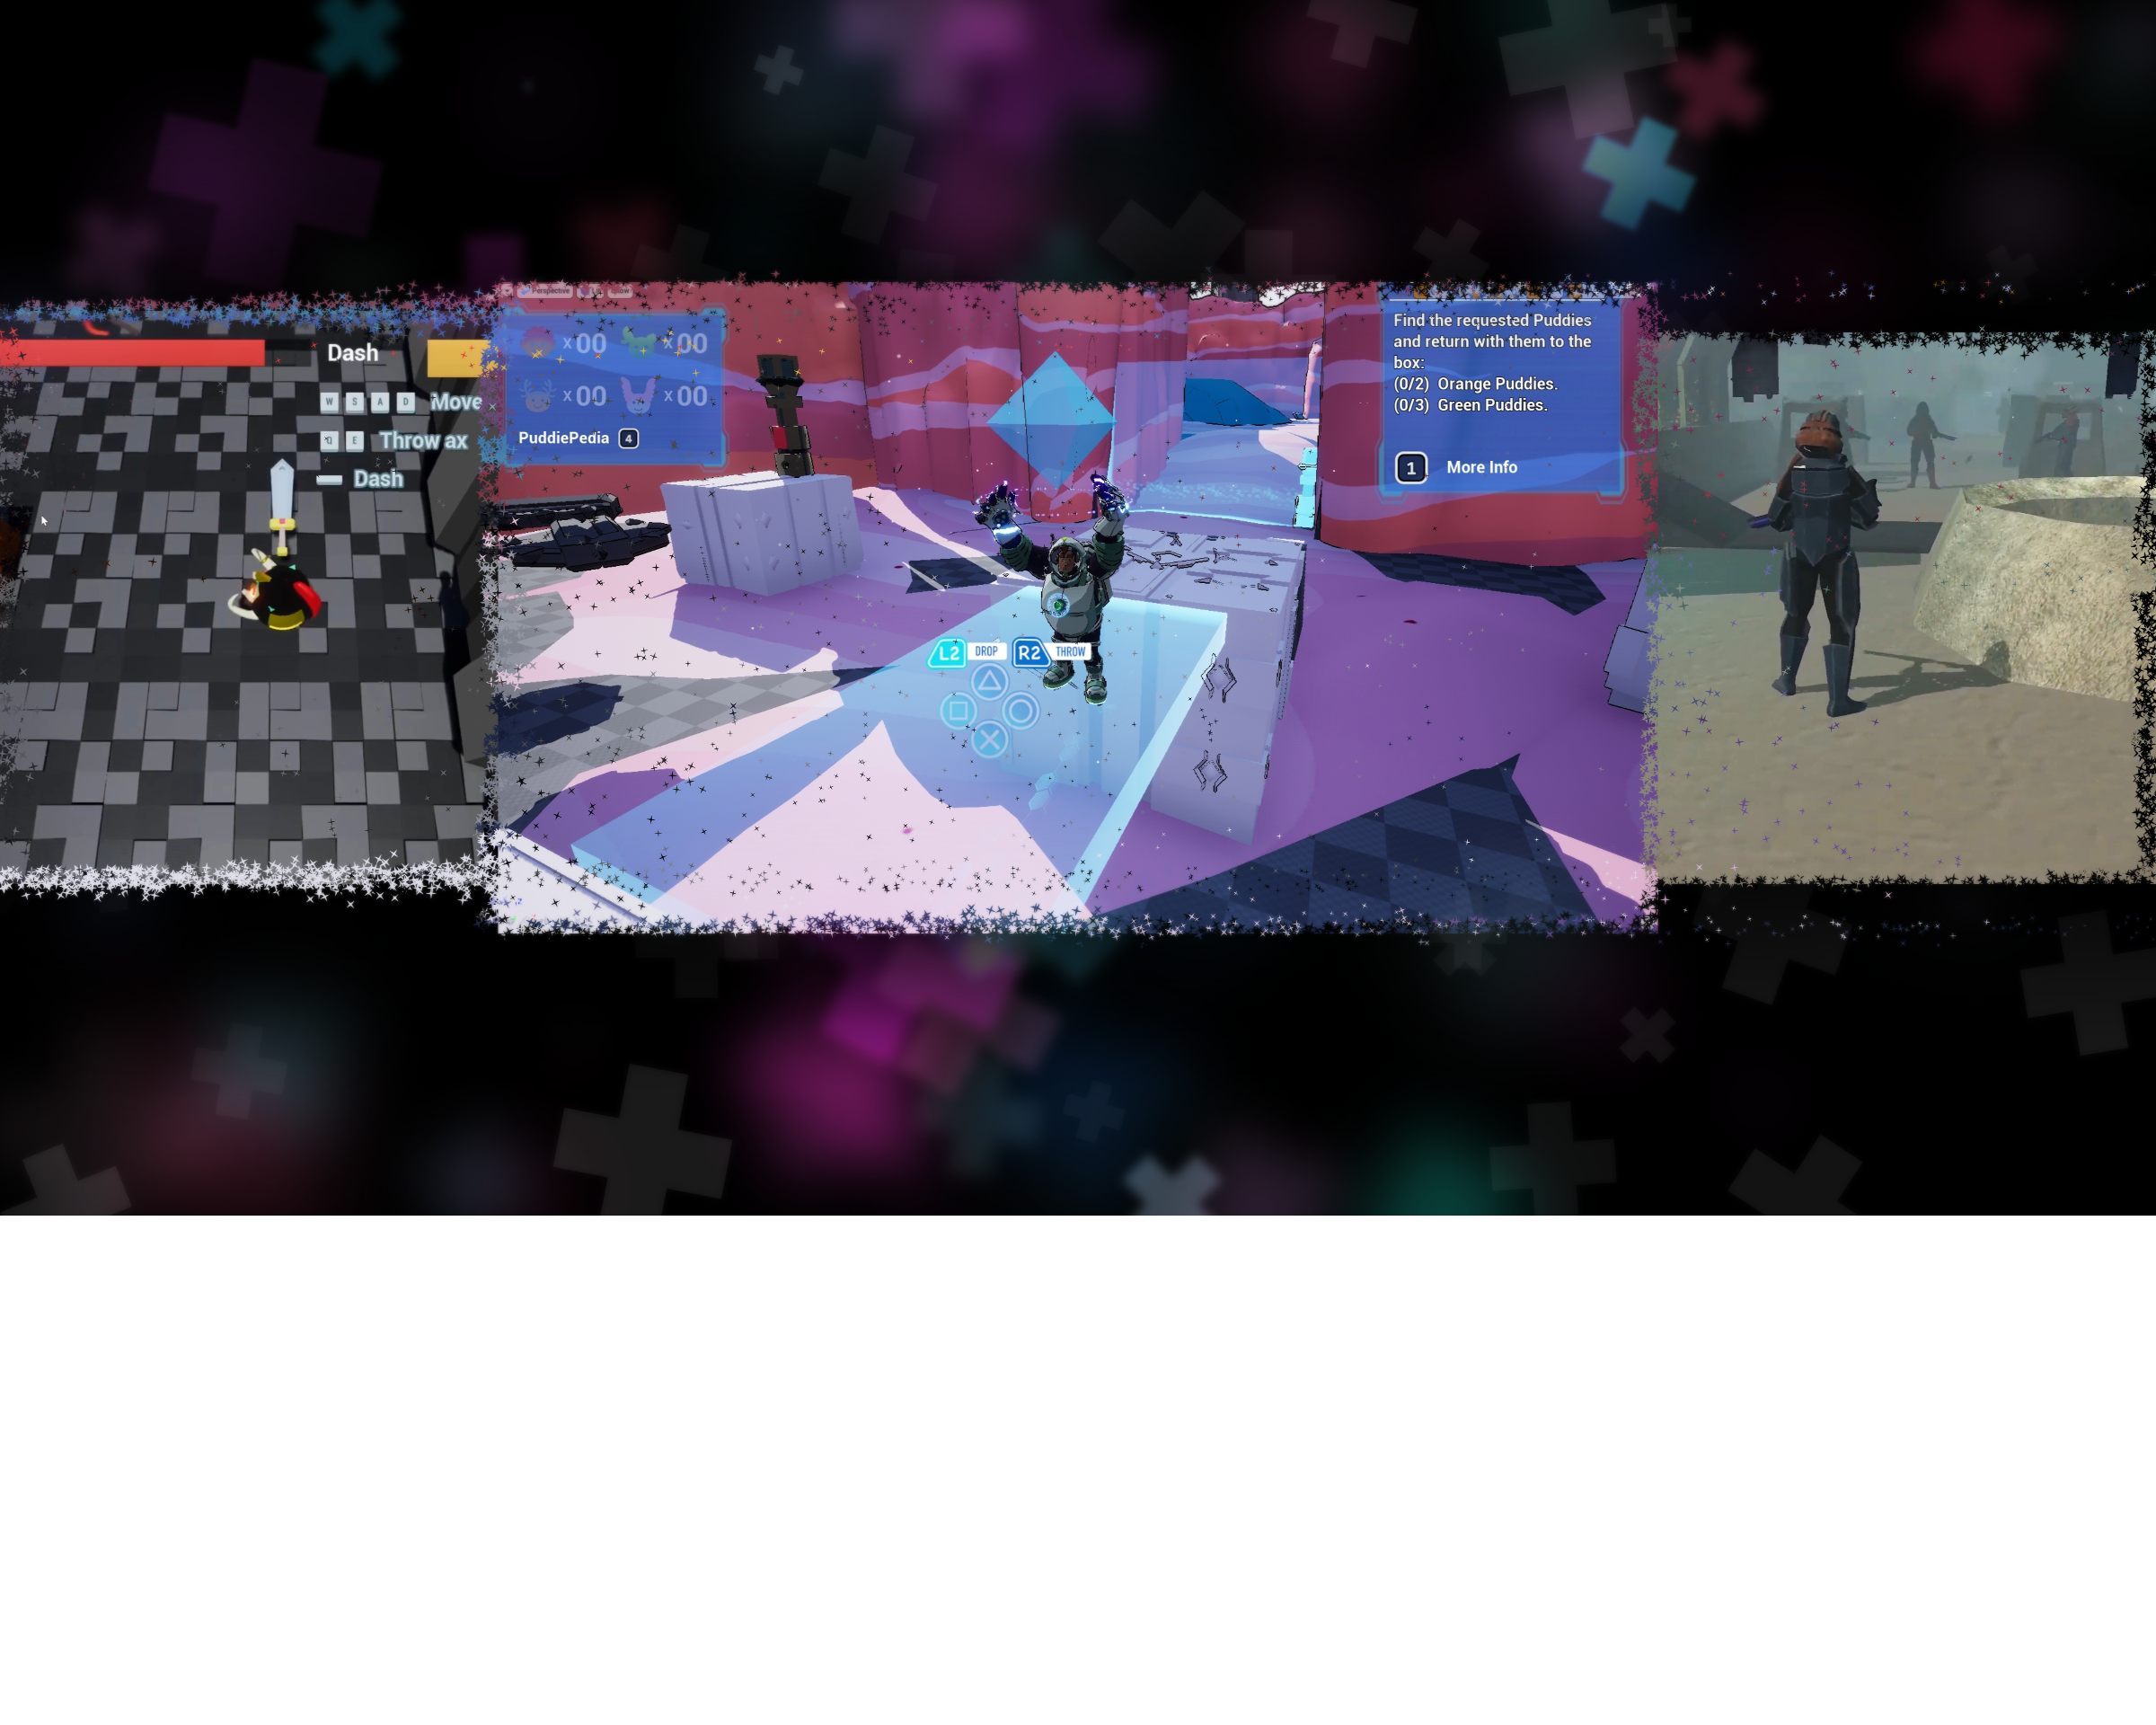 Dash
W S A D Move
Q E Throw ax
Dash
Perspective
x00 x00
x00 x00
PuddiePedia 4
L2 DROP R2 THROW
Find the requested Puddies
and return with them to the
box:
(0/2) Orange Puddies.
(0/3) Green Puddies.
1 More Info